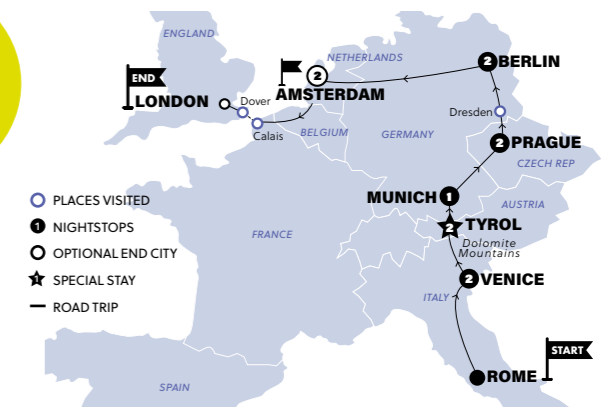 ENGLAND
NETHERLANDS
2 BERLIN
END
2
LONDON
AMSTERDAM
Dover
Dresden
Calais
BELGIUM
GERMANY
2 PRAGUE
CZECH REP
PLACES VISITED
MUNICH 1
1 NIGHTSTOPS
AUSTRIA
2 TYROL
FRANCE
Dolomite
Mountains
OPTIONAL END CITY
1 SPECIAL STAY
2 VENICE
ITALY
ROAD TRIP
START
ROME
SPAIN